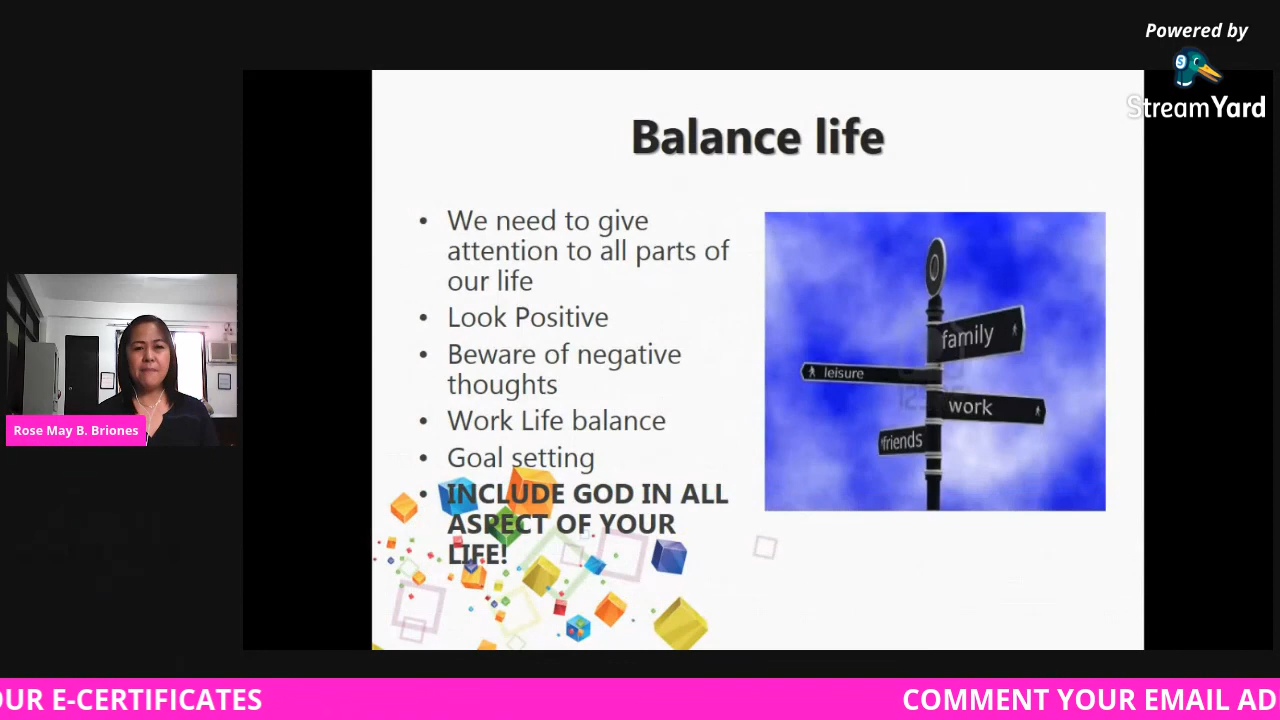 Powered by
StreamYard
Balance life
• We need to give
attention to all parts of
our life
• Look Positive
• Beware of negative
thoughts
• Work Life balance
• Goal setting
• INCLUDE GOD IN ALL
ASPECT OF YOUR
LIFE!
family
leisure
work
friends
Rose May B. Briones
OUR E-CERTIFICATES
COMMENT YOUR EMAIL AD